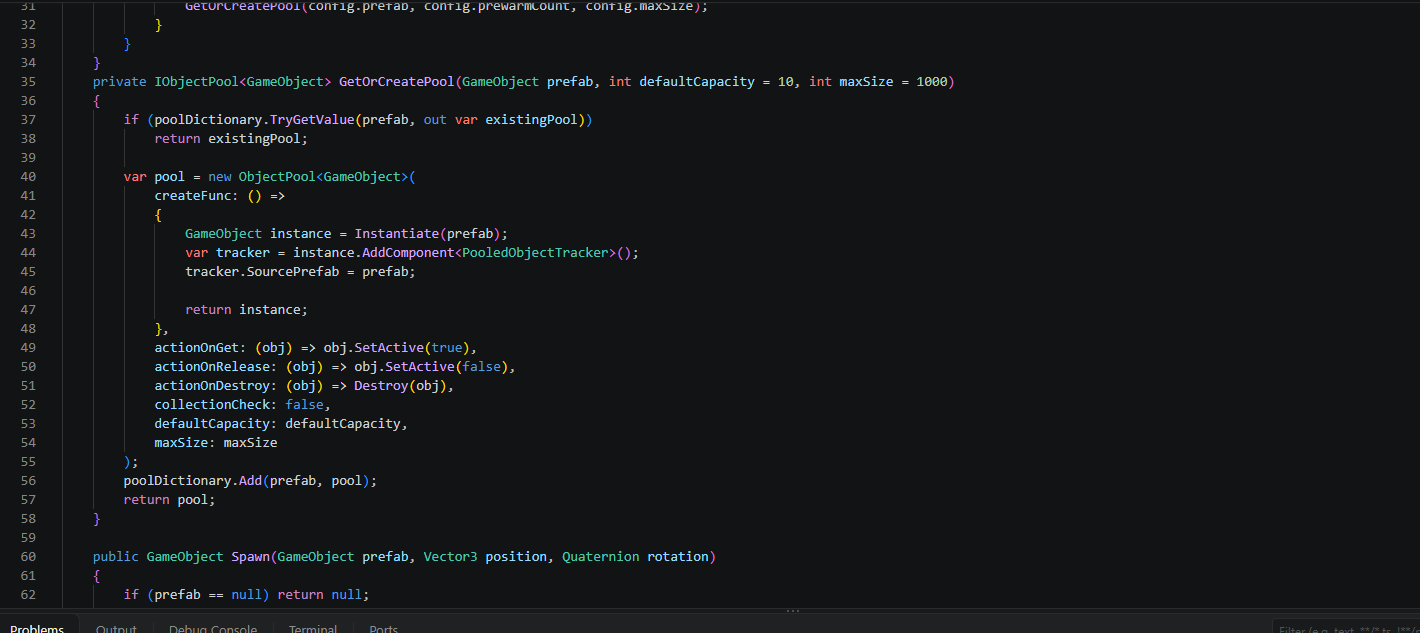 31 GetOrCreatePool(config.prefab, config.prewarmCount, config.maxSize);
32 }
33 }
34 }
35 private IObjectPool<GameObject> GetOrCreatePool(GameObject prefab, int defaultCapacity = 10, int maxSize = 1000)
36 {
37 if (poolDictionary.TryGetValue(prefab, out var existingPool))
38 return existingPool;
39
40 var pool = new ObjectPool<GameObject>(
41 createFunc: () =>
42 {
43 GameObject instance = Instantiate(prefab);
44 var tracker = instance.AddComponent<PooledObjectTracker>();
45 tracker.SourcePrefab = prefab;
46
47 return instance;
48 },
49 actionOnGet: (obj) => obj.SetActive(true),
50 actionOnRelease: (obj) => obj.SetActive(false),
51 actionOnDestroy: (obj) => Destroy(obj),
52 collectionCheck: false,
53 defaultCapacity: defaultCapacity,
54 maxSize: maxSize
55 );
56 poolDictionary.Add(prefab, pool);
57 return pool;
58 }
59
60 public GameObject Spawn(GameObject prefab, Vector3 position, Quaternion rotation)
61 {
62 if (prefab == null) return null;
Problems Output Debug Console Terminal Ports Filter (e.g. text,